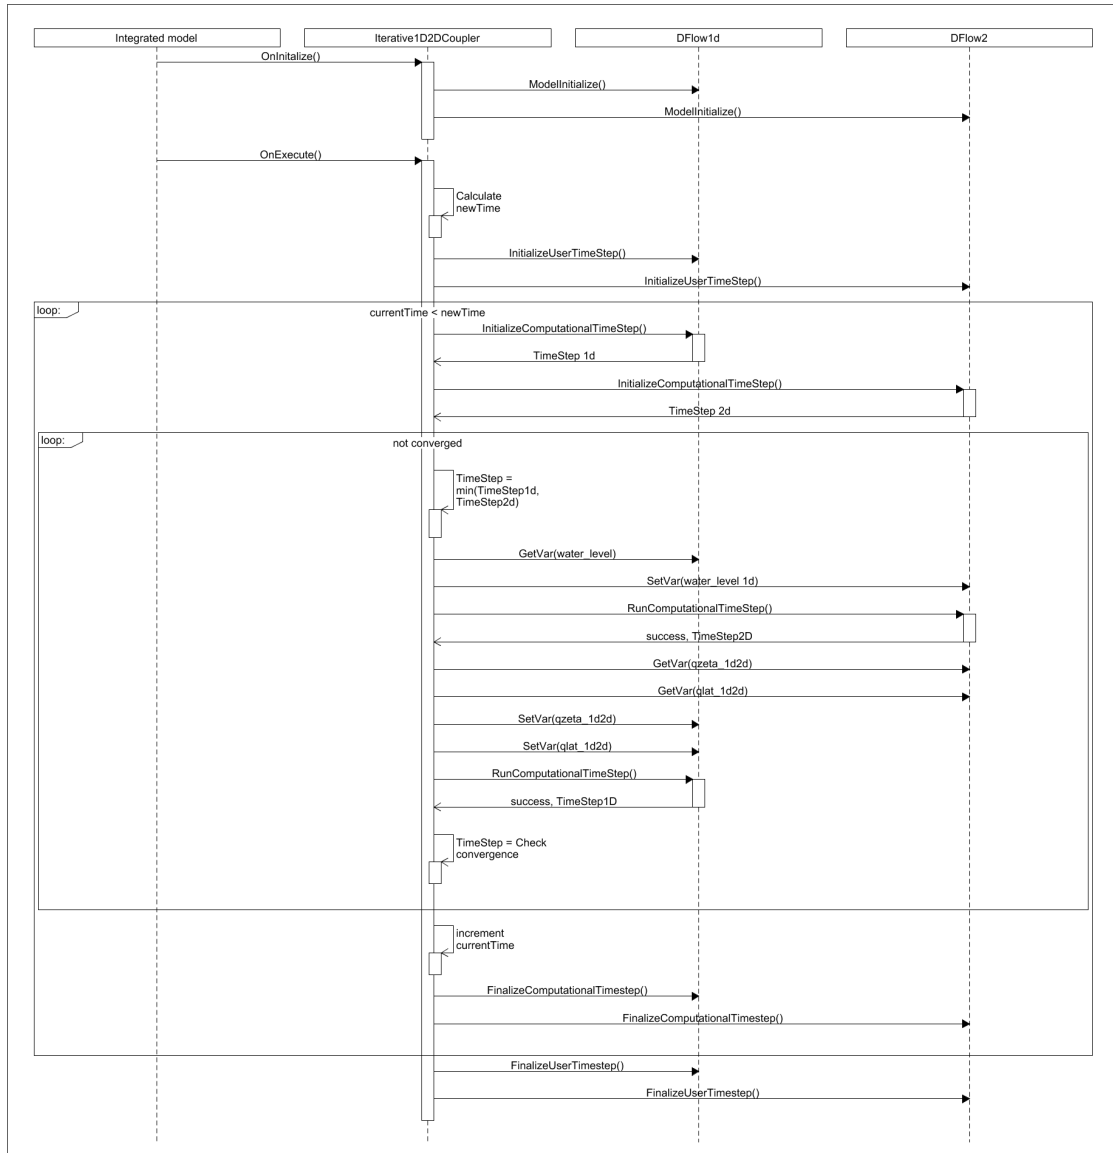 Integrated model
Iterative1D2DCoupler
DFlow1d
DFlow2
OnInitalize()
ModelInitialize()
ModelInitialize()
OnExecute()
Calculate
newTime
InitializeUserTimeStep()
InitializeUserTimeStep()
loop:
currentTime < newTime
InitializeComputationalTimeStep()
TimeStep 1d
InitializeComputationalTimeStep()
TimeStep 2d
loop:
not converged
TimeStep =
min(TimeStep1d,
TimeStep2d)
GetVar(water_level)
SetVar(water_level 1d)
RunComputationalTimeStep()
success, TimeStep2D
GetVar(qzeta_1d2d)
GetVar(qlat_1d2d)
SetVar(qzeta_1d2d)
SetVar(qlat_1d2d)
RunComputationalTimeStep()
success, TimeStep1D
TimeStep = Check
convergence
increment
currentTime
FinalizeComputationalTimestep()
FinalizeComputationalTimestep()
FinalizeUserTimestep()
FinalizeUserTimestep()